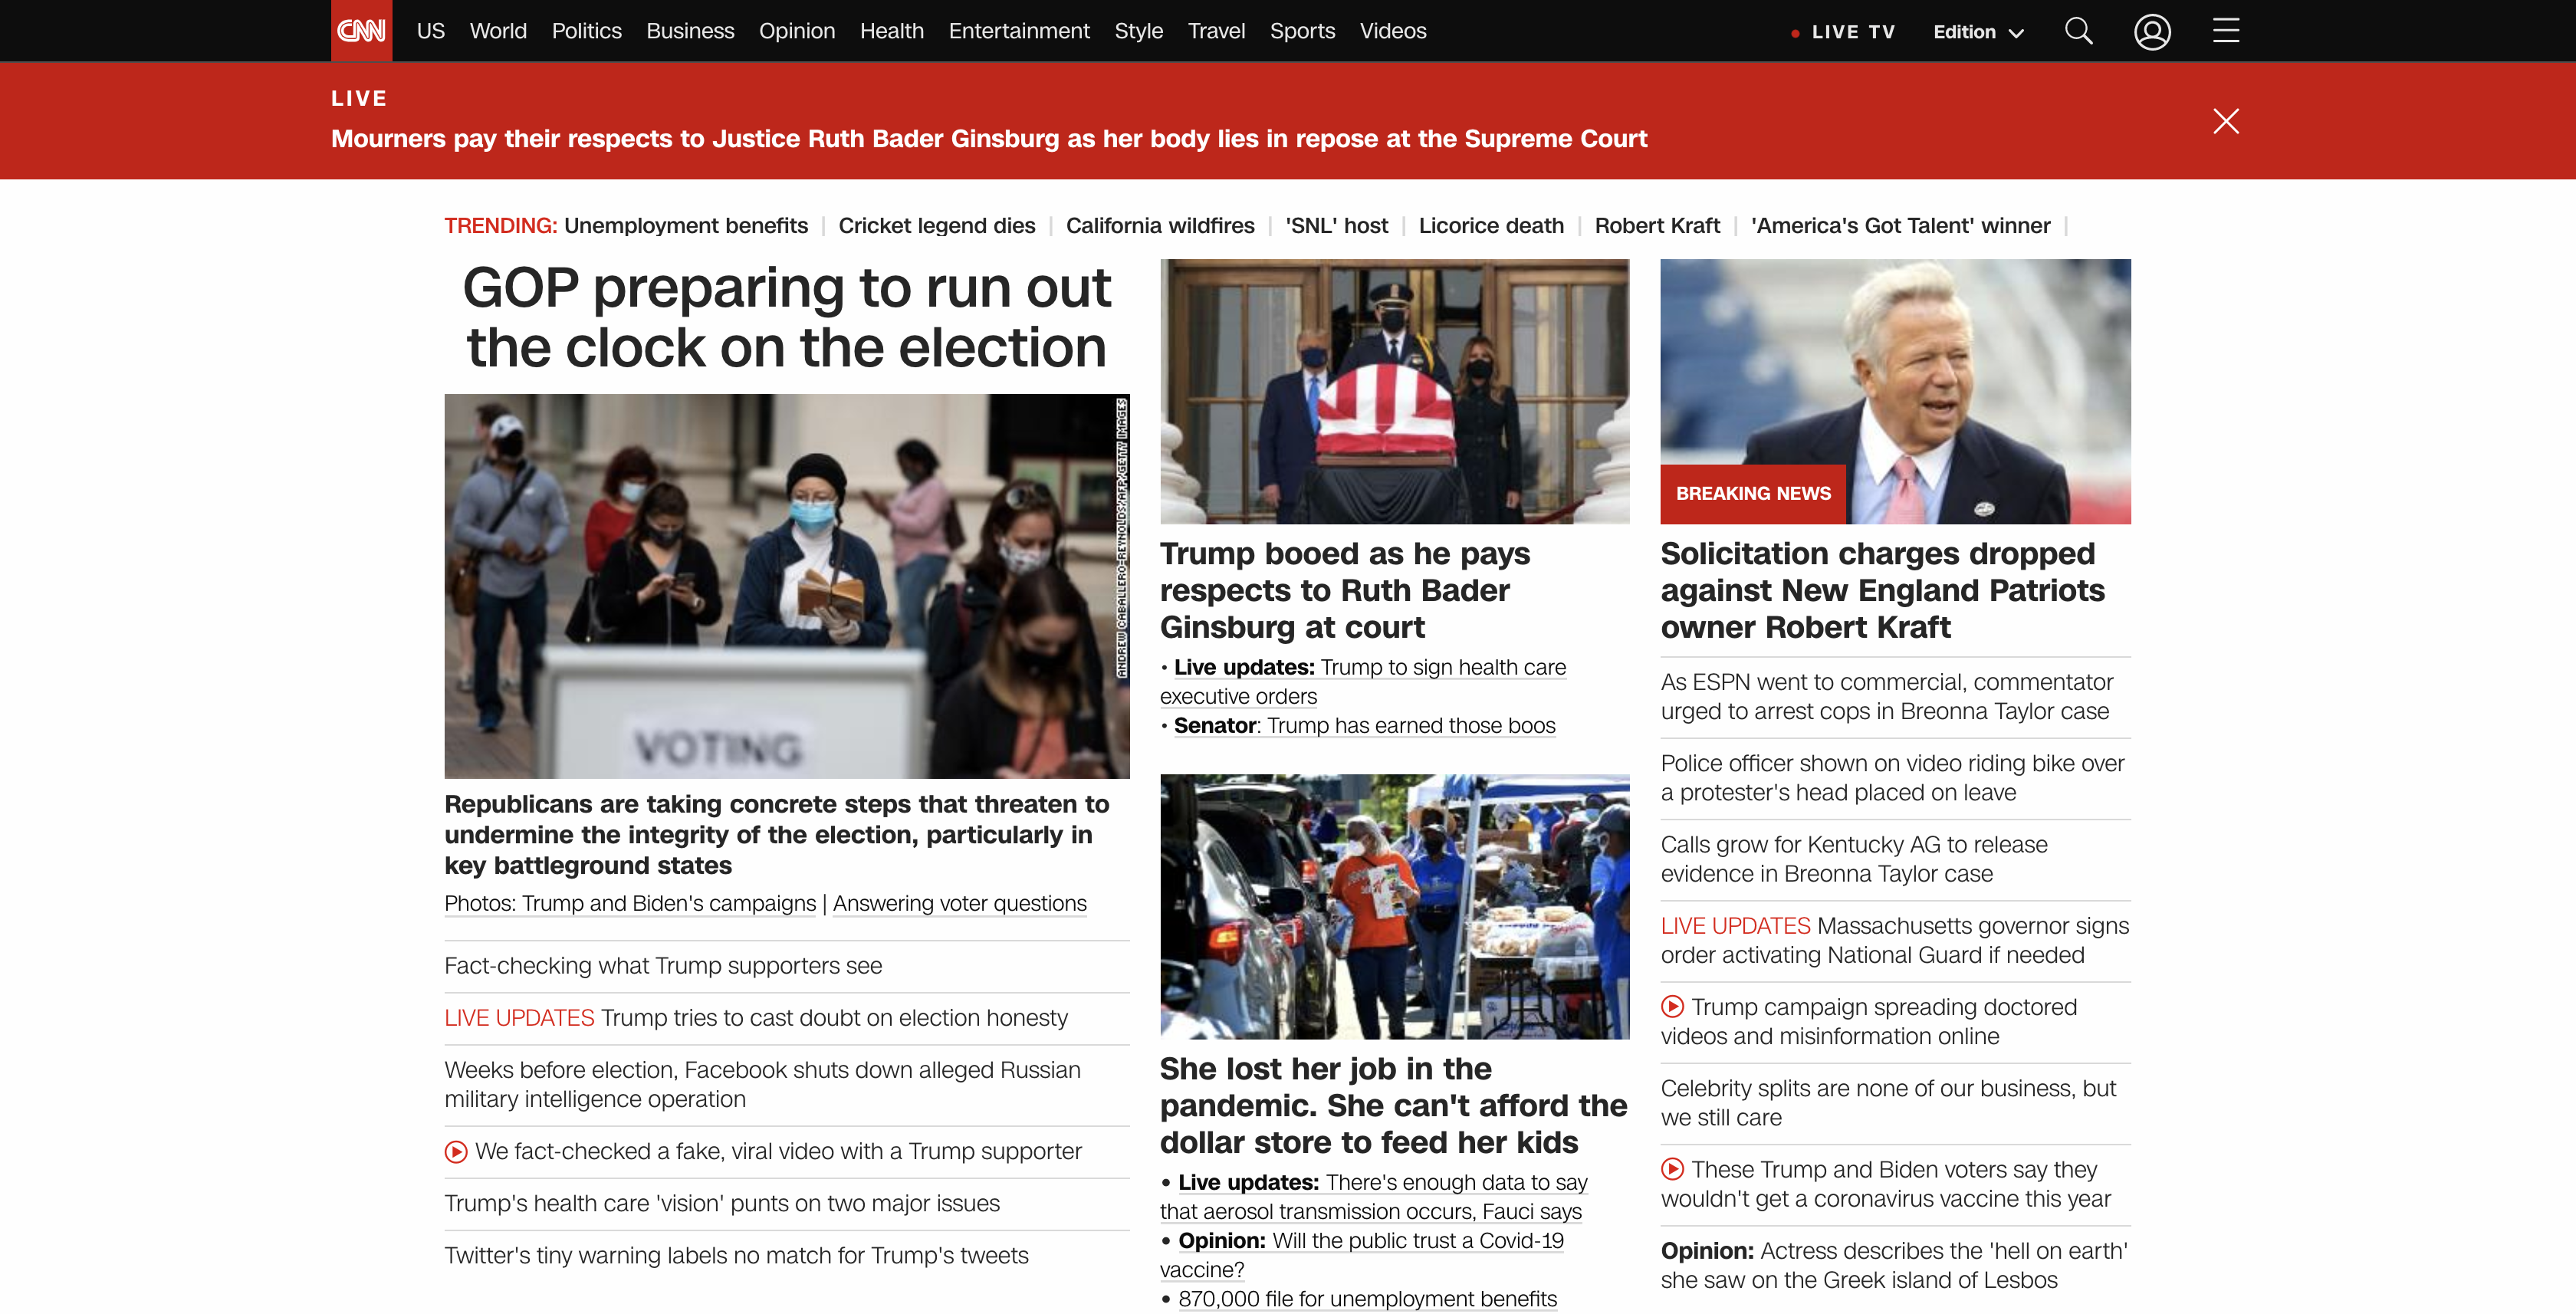 CNN US World Politics Business Opinion Health Entertainment Style Travel Sports Videos LIVE TV Edition
LIVE
Mourners pay their respects to Justice Ruth Bader Ginsburg as her body lies in repose at the Supreme Court
TRENDING: Unemployment benefits | Cricket legend dies | California wildfires | 'SNL' host | Licorice death | Robert Kraft | 'America's Got Talent' winner |
GOP preparing to run out
the clock on the election
ANDREW CABALLERO-REYNOLDS/AFP/GETTY IMAGES
VOTING
Republicans are taking concrete steps that threaten to
undermine the integrity of the election, particularly in
key battleground states
Photos: Trump and Biden's campaigns | Answering voter questions
Fact-checking what Trump supporters see
LIVE UPDATES Trump tries to cast doubt on election honesty
Weeks before election, Facebook shuts down alleged Russian
military intelligence operation
We fact-checked a fake, viral video with a Trump supporter
Trump's health care 'vision' punts on two major issues
Twitter's tiny warning labels no match for Trump's tweets
Trump booed as he pays
respects to Ruth Bader
Ginsburg at court
• Live updates: Trump to sign health care
executive orders
• Senator: Trump has earned those boos
She lost her job in the
pandemic. She can't afford the
dollar store to feed her kids
• Live updates: There's enough data to say
that aerosol transmission occurs, Fauci says
• Opinion: Will the public trust a Covid-19
vaccine?
• 870,000 file for unemployment benefits
BREAKING NEWS
Solicitation charges dropped
against New England Patriots
owner Robert Kraft
As ESPN went to commercial, commentator
urged to arrest cops in Breonna Taylor case
Police officer shown on video riding bike over
a protester's head placed on leave
Calls grow for Kentucky AG to release
evidence in Breonna Taylor case
LIVE UPDATES Massachusetts governor signs
order activating National Guard if needed
Trump campaign spreading doctored
videos and misinformation online
Celebrity splits are none of our business, but
we still care
These Trump and Biden voters say they
wouldn't get a coronavirus vaccine this year
Opinion: Actress describes the 'hell on earth'
she saw on the Greek island of Lesbos